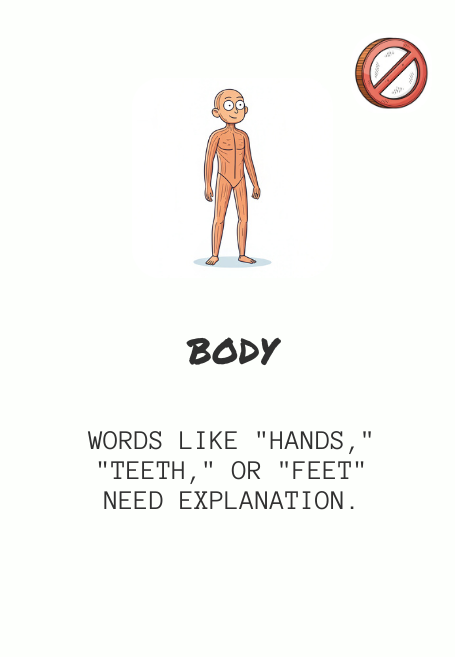 BODY
WORDS LIKE "HANDS,"
"TEETH," OR "FEET"
NEED EXPLANATION.